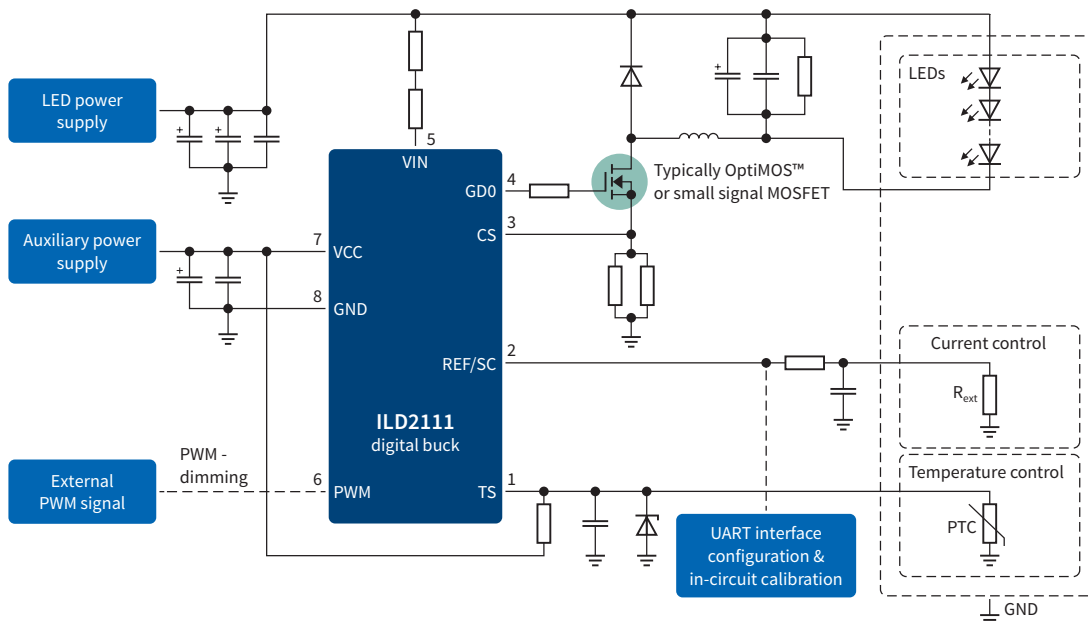 LED power
supply
+
+
5
VIN
+
LEDs
4
GD0
Typically OptiMOS™
or small signal MOSFET
3
CS
Auxiliary power
supply
7
VCC
+
8
GND
2
REF/SC
Current control
Rext
ILD2111
digital buck
External
PWM signal
PWM -
dimming
6
PWM
1
TS
Temperature control
PTC
UART interface
configuration &
in-circuit calibration
GND